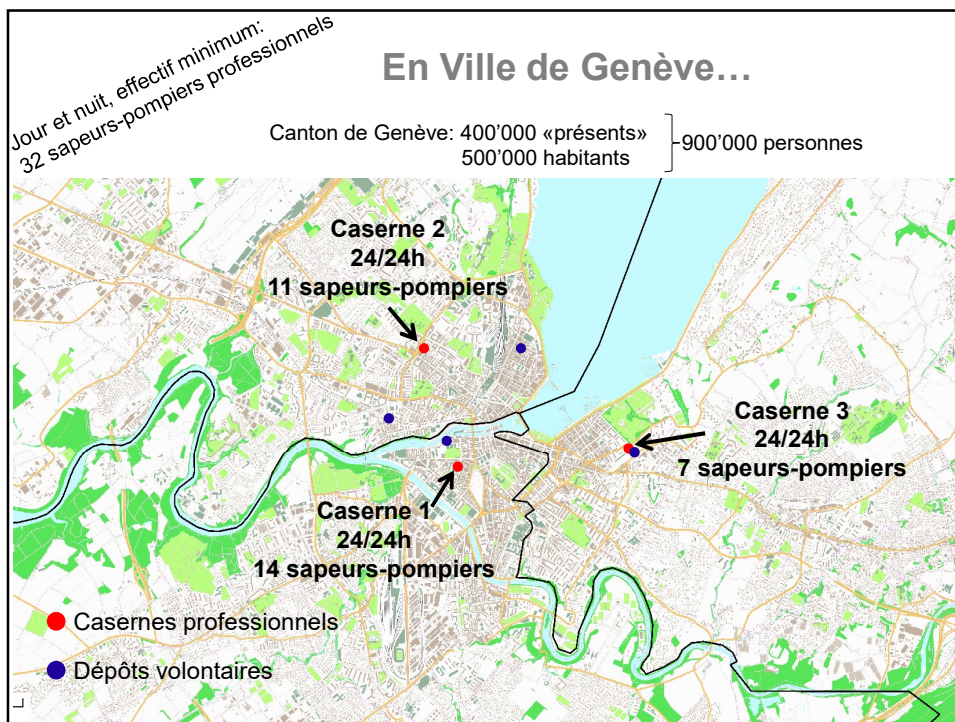 Jour et nuit, effectif minimum:
32 sapeurs-pompiers professionnels
En Ville de Genève…
Canton de Genève: 400’000 «présents»
500’000 habitants
900’000 personnes
Caserne 2
24/24h
11 sapeurs-pompiers
Caserne 3
24/24h
7 sapeurs-pompiers
Caserne 1
24/24h
14 sapeurs-pompiers
Casernes professionnels
Dépôts volontaires